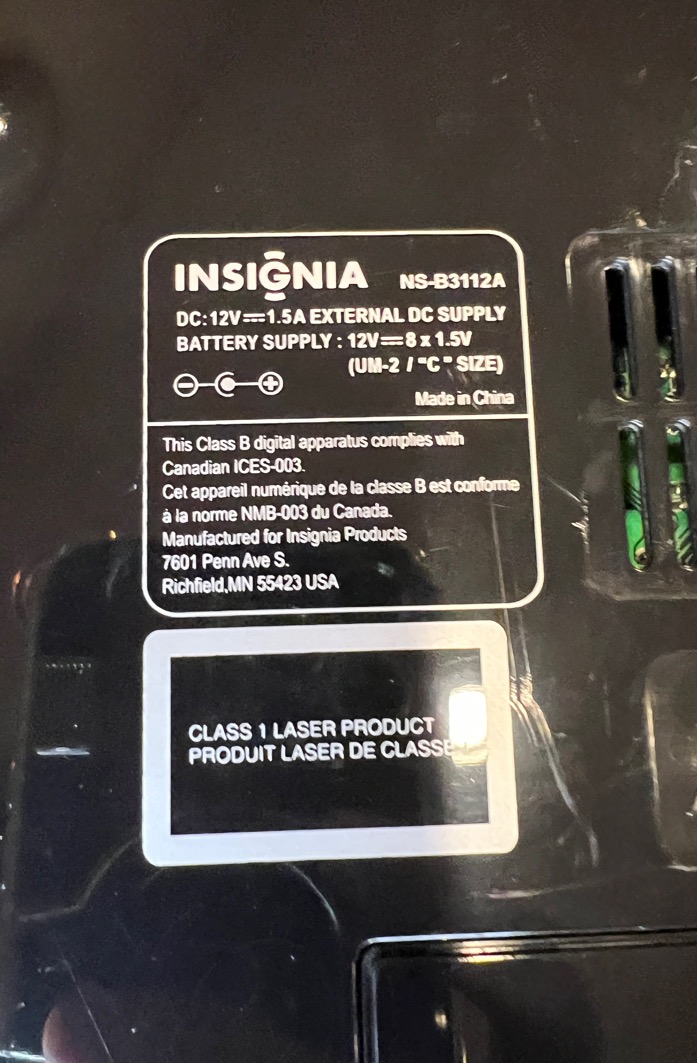 INSIGNIA NS-B3112A
DC:12V⎓1.5A EXTERNAL DC SUPPLY
BATTERY SUPPLY : 12V⎓8 x 1.5V
(UM-2 / "C" SIZE)
Made in China
This Class B digital apparatus complies with
Canadian ICES-003.
Cet appareil numérique de la classe B est conforme
à la norme NMB-003 du Canada.
Manufactured for Insignia Products
7601 Penn Ave S.
Richfield,MN 55423 USA
CLASS 1 LASER PRODUCT
PRODUIT LASER DE CLASSE